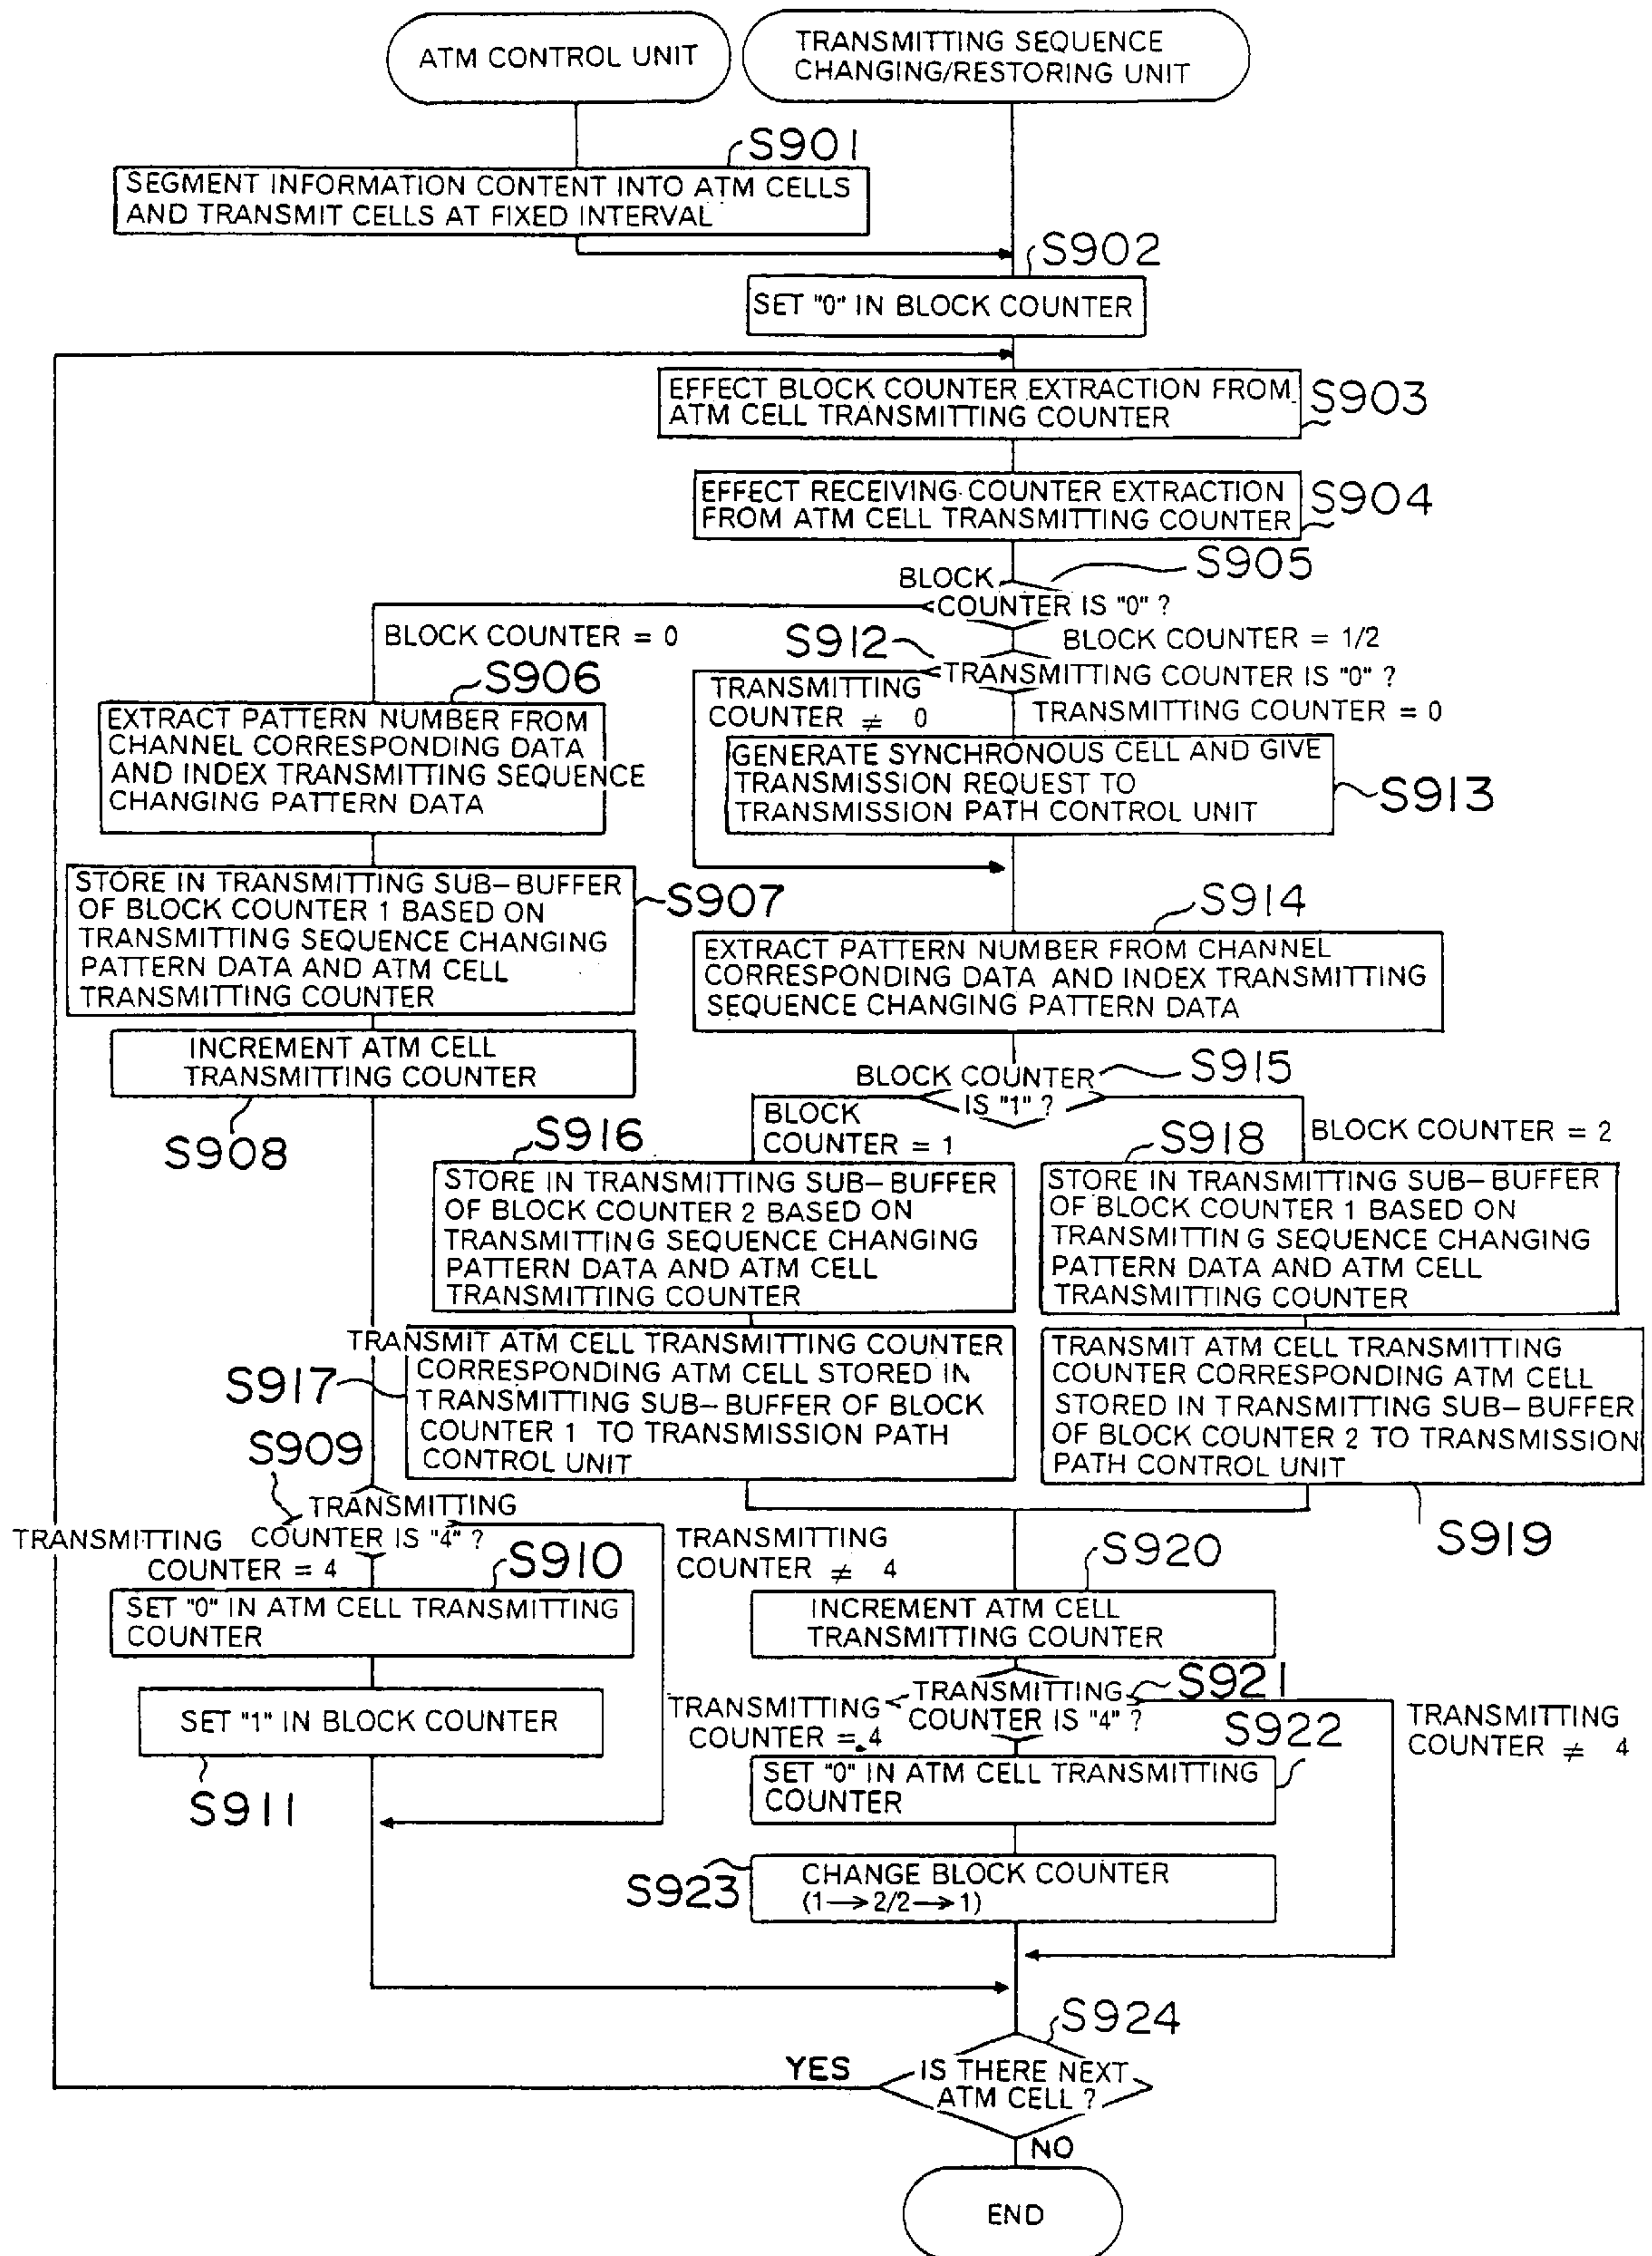 ATM CONTROL UNIT
TRANSMITTING SEQUENCE
CHANGING/RESTORING UNIT
S901
SEGMENT INFORMATION CONTENT INTO ATM CELLS
AND TRANSMIT CELLS AT FIXED INTERVAL
S902
SET "0" IN BLOCK COUNTER
EFFECT BLOCK COUNTER EXTRACTION FROM
ATM CELL TRANSMITTING COUNTER
S903
EFFECT RECEIVING COUNTER EXTRACTION
FROM ATM CELL TRANSMITTING COUNTER
S904
S905
BLOCK
COUNTER IS "0" ?
BLOCK COUNTER = 0
BLOCK COUNTER = 1/2
S912
TRANSMITTING COUNTER IS "0" ?
TRANSMITTING
COUNTER ≠ 0
TRANSMITTING COUNTER = 0
S906
EXTRACT PATTERN NUMBER FROM
CHANNEL CORRESPONDING DATA
AND INDEX TRANSMITTING SEQUENCE
CHANGING PATTERN DATA
GENERATE SYNCHRONOUS CELL AND GIVE
TRANSMISSION REQUEST TO
TRANSMISSION PATH CONTROL UNIT
S913
STORE IN TRANSMITTING SUB-BUFFER
OF BLOCK COUNTER 1 BASED ON
TRANSMITTING SEQUENCE CHANGING
PATTERN DATA AND ATM CELL
TRANSMITTING COUNTER
S907
S914
EXTRACT PATTERN NUMBER FROM CHANNEL
CORRESPONDING DATA AND INDEX TRANSMITTING
SEQUENCE CHANGING PATTERN DATA
INCREMENT ATM CELL
TRANSMITTING COUNTER
S908
BLOCK COUNTER
IS "1" ?
S915
BLOCK
COUNTER = 1
BLOCK COUNTER = 2
S916
STORE IN TRANSMITTING SUB-BUFFER
OF BLOCK COUNTER 2 BASED ON
TRANSMITTING SEQUENCE CHANGING
PATTERN DATA AND ATM CELL
TRANSMITTING COUNTER
S918
STORE IN TRANSMITTING SUB-BUFFER
OF BLOCK COUNTER 1 BASED ON
TRANSMITTIN G SEQUENCE CHANGING
PATTERN DATA AND ATM CELL
TRANSMITTING COUNTER
TRANSMIT ATM CELL TRANSMITTING COUNTER
CORRESPONDING ATM CELL STORED IN
TRANSMITTING SUB-BUFFER OF BLOCK
COUNTER 1 TO TRANSMISSION PATH
CONTROL UNIT
S917
TRANSMIT ATM CELL TRANSMITTING
COUNTER CORRESPONDING ATM CELL
STORED IN TRANSMITTING SUB-BUFFER
OF BLOCK COUNTER 2 TO TRANSMISSION
PATH CONTROL UNIT
S919
S909
TRANSMITTING
COUNTER IS "4" ?
TRANSMITTING
COUNTER = 4
TRANSMITTING
COUNTER ≠ 4
S910
SET "0" IN ATM CELL TRANSMITTING
COUNTER
SET "1" IN BLOCK COUNTER
S911
S920
INCREMENT ATM CELL
TRANSMITTING COUNTER
TRANSMITTING
COUNTER IS "4" ?
S921
TRANSMITTING
COUNTER = 4
TRANSMITTING
COUNTER ≠ 4
S922
SET "0" IN ATM CELL TRANSMITTING
COUNTER
S923
CHANGE BLOCK COUNTER
(1→2/2→1)
S924
IS THERE NEXT
ATM CELL ?
YES
NO
END